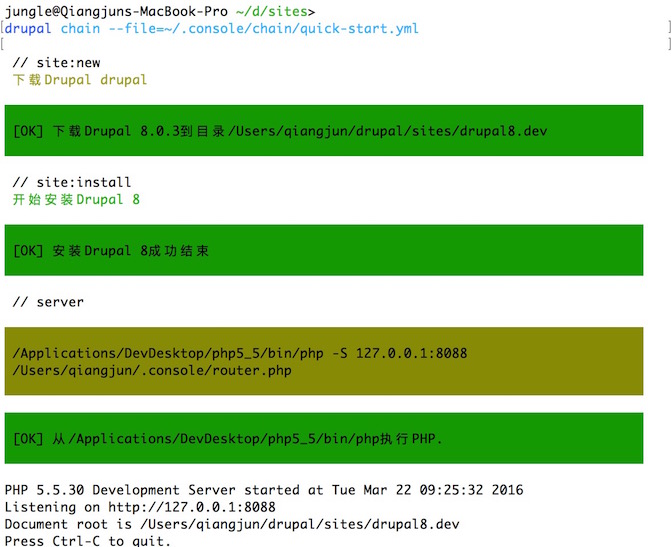 jungle@Qiangjuns-MacBook-Pro ~/d/sites>
drupal chain --file=~/.console/chain/quick-start.yml
// site:new
下载Drupal drupal
[OK] 下载Drupal 8.0.3到目录/Users/qiangjun/drupal/sites/drupal8.dev
// site:install
开始安装Drupal 8
[OK] 安装Drupal 8成功结束
// server
/Applications/DevDesktop/php5_5/bin/php -S 127.0.0.1:8088
/Users/qiangjun/.console/router.php
[OK] 从/Applications/DevDesktop/php5_5/bin/php执行PHP.
PHP 5.5.30 Development Server started at Tue Mar 22 09:25:32 2016
Listening on http://127.0.0.1:8088
Document root is /Users/qiangjun/drupal/sites/drupal8.dev
Press Ctrl-C to quit.